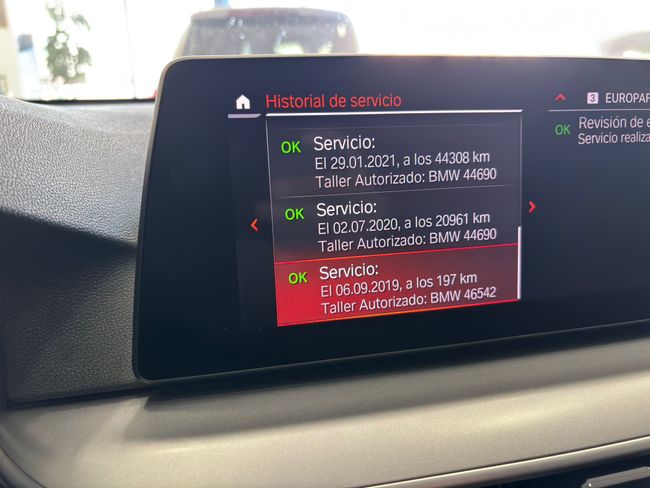 Historial de servicio
OK Servicio:
El 29.01.2021, a los 44308 km
Taller Autorizado: BMW 44690
OK Servicio:
El 02.07.2020, a los 20961 km
Taller Autorizado: BMW 44690
OK Servicio:
El 06.09.2019, a los 197 km
Taller Autorizado: BMW 46542
3
OK Revisión de
Servicio